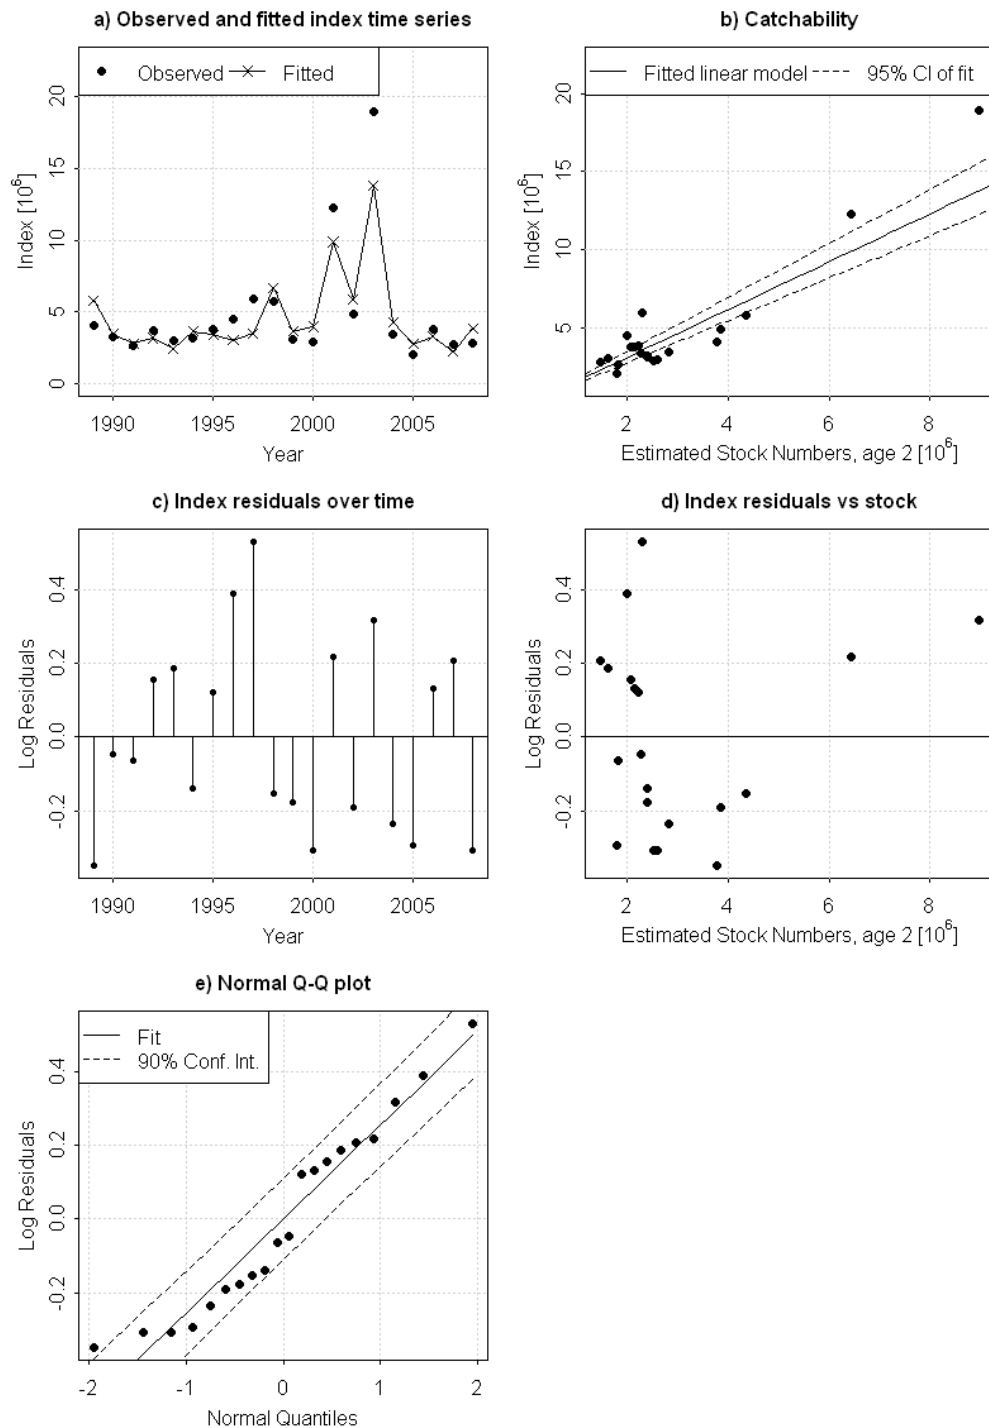 a) Observed and fitted index time series
Observed Fitted
Index [10^6]
0 5 10 15 20
1990 1995 2000 2005
Year
b) Catchability
Fitted linear model 95% CI of fit
Index [10^6]
5 10 15 20
2 4 6 8
Estimated Stock Numbers, age 2 [10^6]
c) Index residuals over time
Log Residuals
-0.2 0.0 0.2 0.4
1990 1995 2000 2005
Year
d) Index residuals vs stock
Log Residuals
-0.2 0.0 0.2 0.4
2 4 6 8
Estimated Stock Numbers, age 2 [10^6]
e) Normal Q-Q plot
Fit
90% Conf. Int.
Log Residuals
-0.2 0.0 0.2 0.4
-2 -1 0 1 2
Normal Quantiles